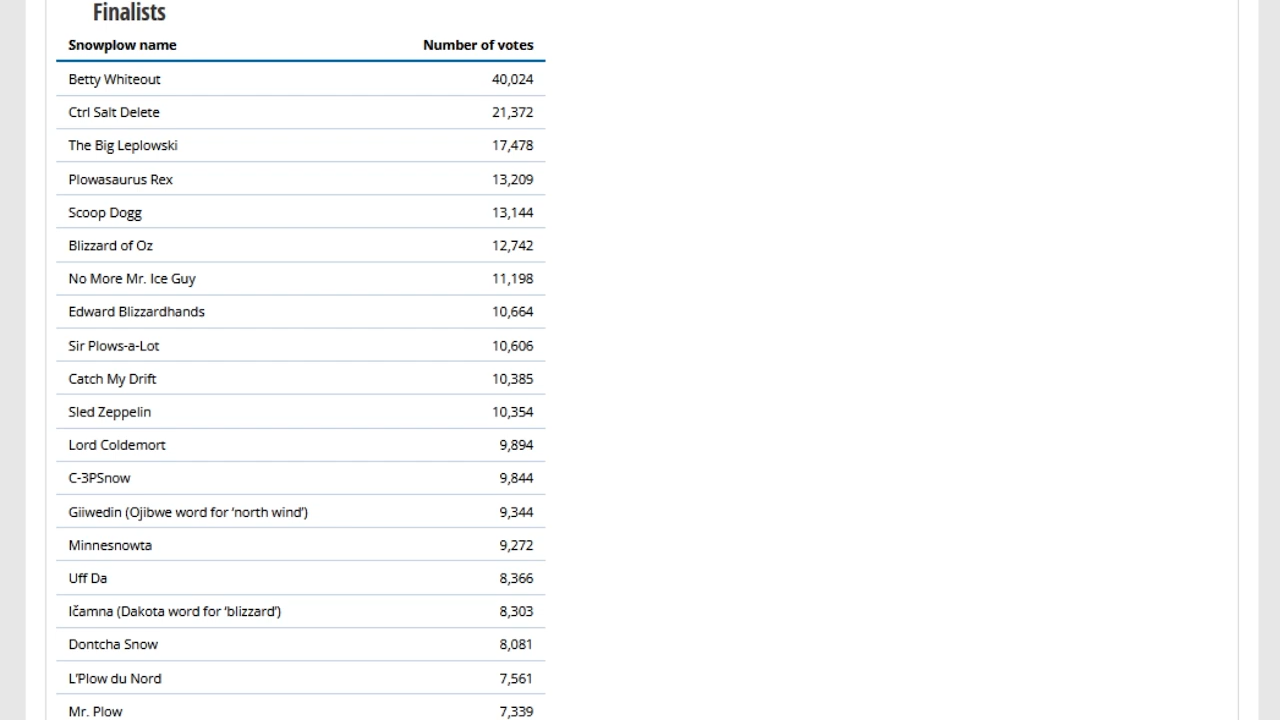 Finalists
Snowplow name Number of votes
Betty Whiteout 40,024
Ctrl Salt Delete 21,372
The Big Leplowski 17,478
Plowasaurus Rex 13,209
Scoop Dogg 13,144
Blizzard of Oz 12,742
No More Mr. Ice Guy 11,198
Edward Blizzardhands 10,664
Sir Plows-a-Lot 10,606
Catch My Drift 10,385
Sled Zeppelin 10,354
Lord Coldemort 9,894
C-3PSnow 9,844
Giiwedin (Ojibwe word for ‘north wind’) 9,344
Minnesnowta 9,272
Uff Da 8,366
Ičamna (Dakota word for ‘blizzard’) 8,303
Dontcha Snow 8,081
L’Plow du Nord 7,561
Mr. Plow 7,339